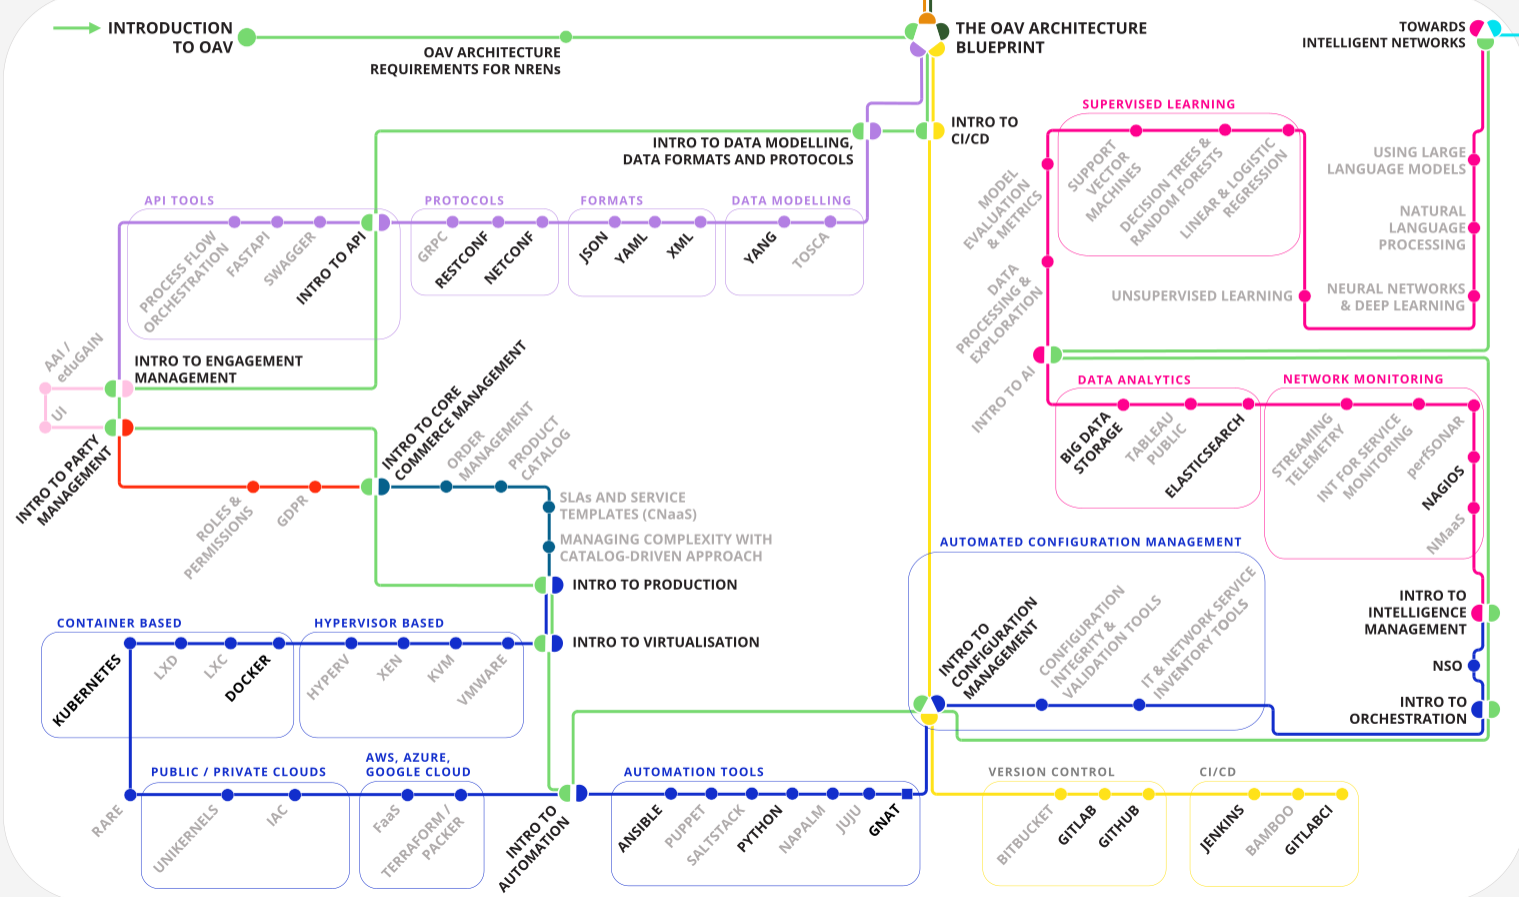 INTRODUCTION
TO OAV
OAV ARCHITECTURE
REQUIREMENTS FOR NRENs
THE OAV ARCHITECTURE
BLUEPRINT
TOWARDS
INTELLIGENT NETWORKS
INTRO TO
CI/CD
INTRO TO DATA MODELLING,
DATA FORMATS AND PROTOCOLS
SUPERVISED LEARNING
SUPPORT
VECTOR
MACHINES
DECISION TREES &
RANDOM FORESTS
LINEAR & LOGISTIC
REGRESSION
MODEL
EVALUATION
& METRICS
DATA
PROCESSING &
EXPLORATION
INTRO TO AI
UNSUPERVISED LEARNING
USING LARGE
LANGUAGE MODELS
NATURAL
LANGUAGE
PROCESSING
NEURAL NETWORKS
& DEEP LEARNING
API TOOLS
PROCESS FLOW
ORCHESTRATION
FASTAPI
SWAGGER
INTRO TO API
PROTOCOLS
GRPC
RESTCONF
NETCONF
FORMATS
JSON
YAML
XML
DATA MODELLING
YANG
TOSCA
AAI /
eduGAIN
UI
INTRO TO ENGAGEMENT
MANAGEMENT
INTRO TO PARTY
MANAGEMENT
ROLES &
PERMISSIONS
GDPR
INTRO TO CORE
COMMERCE MANAGEMENT
ORDER
MANAGEMENT
PRODUCT
CATALOG
SLAs AND SERVICE
TEMPLATES (CNaaS)
MANAGING COMPLEXITY WITH
CATALOG-DRIVEN APPROACH
INTRO TO PRODUCTION
INTRO TO VIRTUALISATION
DATA ANALYTICS
BIG DATA
STORAGE
TABLEAU
PUBLIC
ELASTICSEARCH
NETWORK MONITORING
STREAMING
TELEMETRY
INT FOR SERVICE
MONITORING
perfSONAR
NAGIOS
NMaaS
AUTOMATED CONFIGURATION MANAGEMENT
INTRO TO
CONFIGURATION
MANAGEMENT
CONFIGURATION
INTEGRITY &
VALIDATION TOOLS
IT & NETWORK SERVICE
INVENTORY TOOLS
INTRO TO
INTELLIGENCE
MANAGEMENT
NSO
INTRO TO
ORCHESTRATION
CONTAINER BASED
KUBERNETES
LXD
LXC
DOCKER
HYPERVISOR BASED
HYPERV
XEN
KVM
VMWARE
RARE
PUBLIC / PRIVATE CLOUDS
UNIKERNELS
IAC
AWS, AZURE,
GOOGLE CLOUD
FaaS
TERRAFORM /
PACKER
INTRO TO
AUTOMATION
AUTOMATION TOOLS
ANSIBLE
PUPPET
SALTSTACK
PYTHON
NAPALM
JUJU
GNAT
VERSION CONTROL
BITBUCKET
GITLAB
GITHUB
CI/CD
JENKINS
BAMBOO
GITLABCI